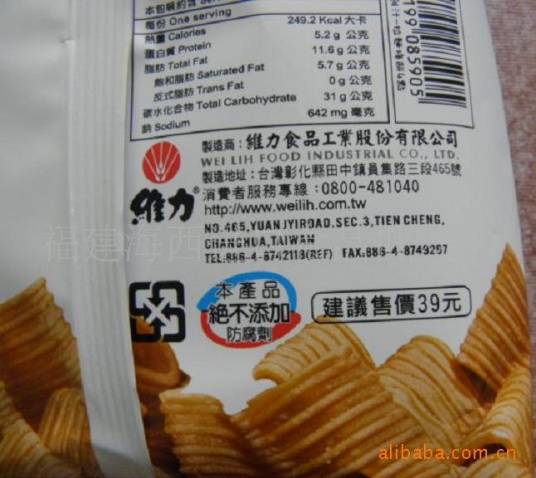 每份 One serving
熱量 Calories 249.2 Kcal 大卡
蛋白質 Protein 5.2 g 公克
脂肪 Total Fat 11.6 g 公克
飽和脂肪 Saturated Fat 5.7 g 公克
反式脂肪 Trans Fat 0 g 公克
碳水化合物 Total Carbohydrate 31 g 公克
鈉 Sodium 642 mg 毫克
199 085905
維力®
製造商：維力食品工業股份有限公司
WEI LIH FOOD INDUSTRIAL CO., LTD.
製造地址：台灣彰化縣田中鎮員集路三段465號
消費者服務專線：0800-481040
http://www.weilih.com.tw
NO.465,YUAN JYIROAD.SEC.3,TIEN CHENG,
CHANGHUA,TAIWAN
TEL:886-4-8742118(REF) FAX:886-4-8749297
福建海西
本產品
絕不添加
防腐劑
建議售價39元
alibaba.com.cn